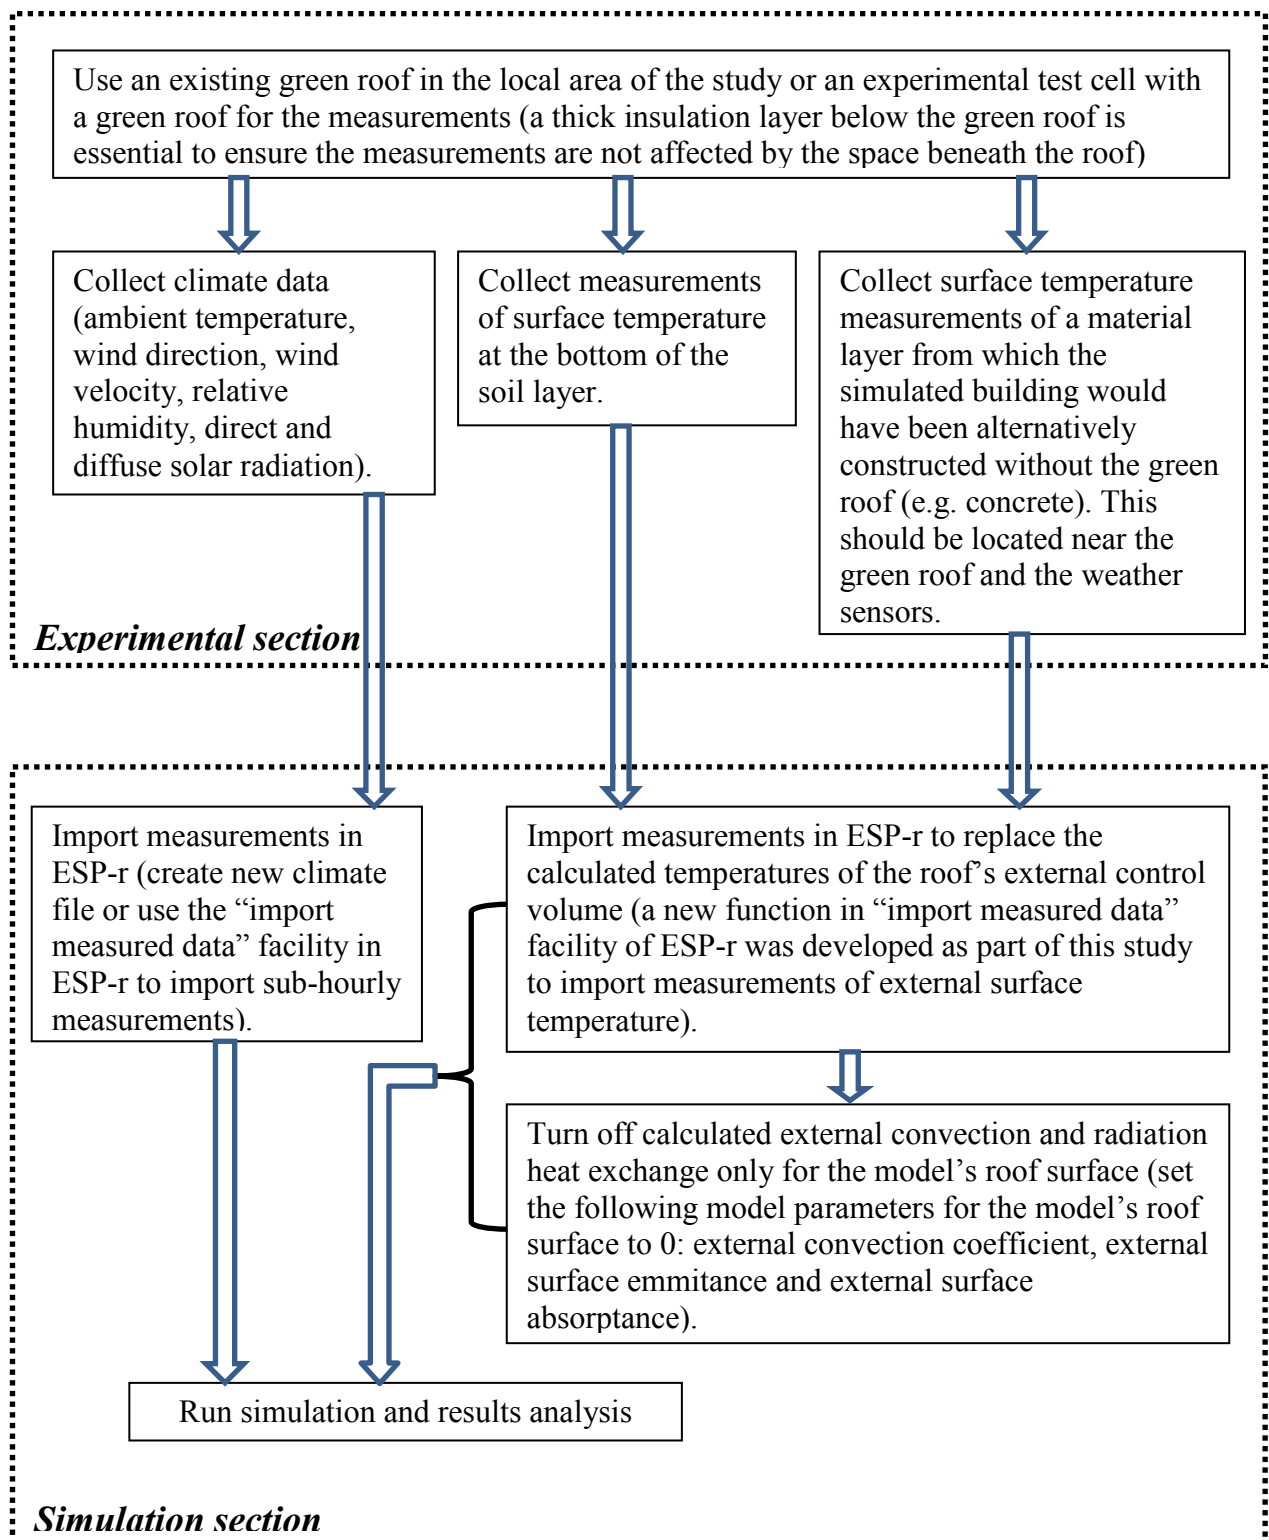 Use an existing green roof in the local area of the study or an experimental test cell with
a green roof for the measurements (a thick insulation layer below the green roof is
essential to ensure the measurements are not affected by the space beneath the roof)
Collect climate data
(ambient temperature,
wind direction, wind
velocity, relative
humidity, direct and
diffuse solar radiation).
Collect measurements
of surface temperature
at the bottom of the
soil layer.
Collect surface temperature
measurements of a material
layer from which the
simulated building would
have been alternatively
constructed without the green
roof (e.g. concrete). This
should be located near the
green roof and the weather
sensors.
Experimental section
Import measurements in
ESP-r (create new climate
file or use the “import
measured data” facility in
ESP-r to import sub-hourly
measurements).
Import measurements in ESP-r to replace the
calculated temperatures of the roof’s external control
volume (a new function in “import measured data”
facility of ESP-r was developed as part of this study
to import measurements of external surface
temperature).
Turn off calculated external convection and radiation
heat exchange only for the model’s roof surface (set
the following model parameters for the model’s roof
surface to 0: external convection coefficient, external
surface emmitance and external surface
absorptance).
Run simulation and results analysis
Simulation section